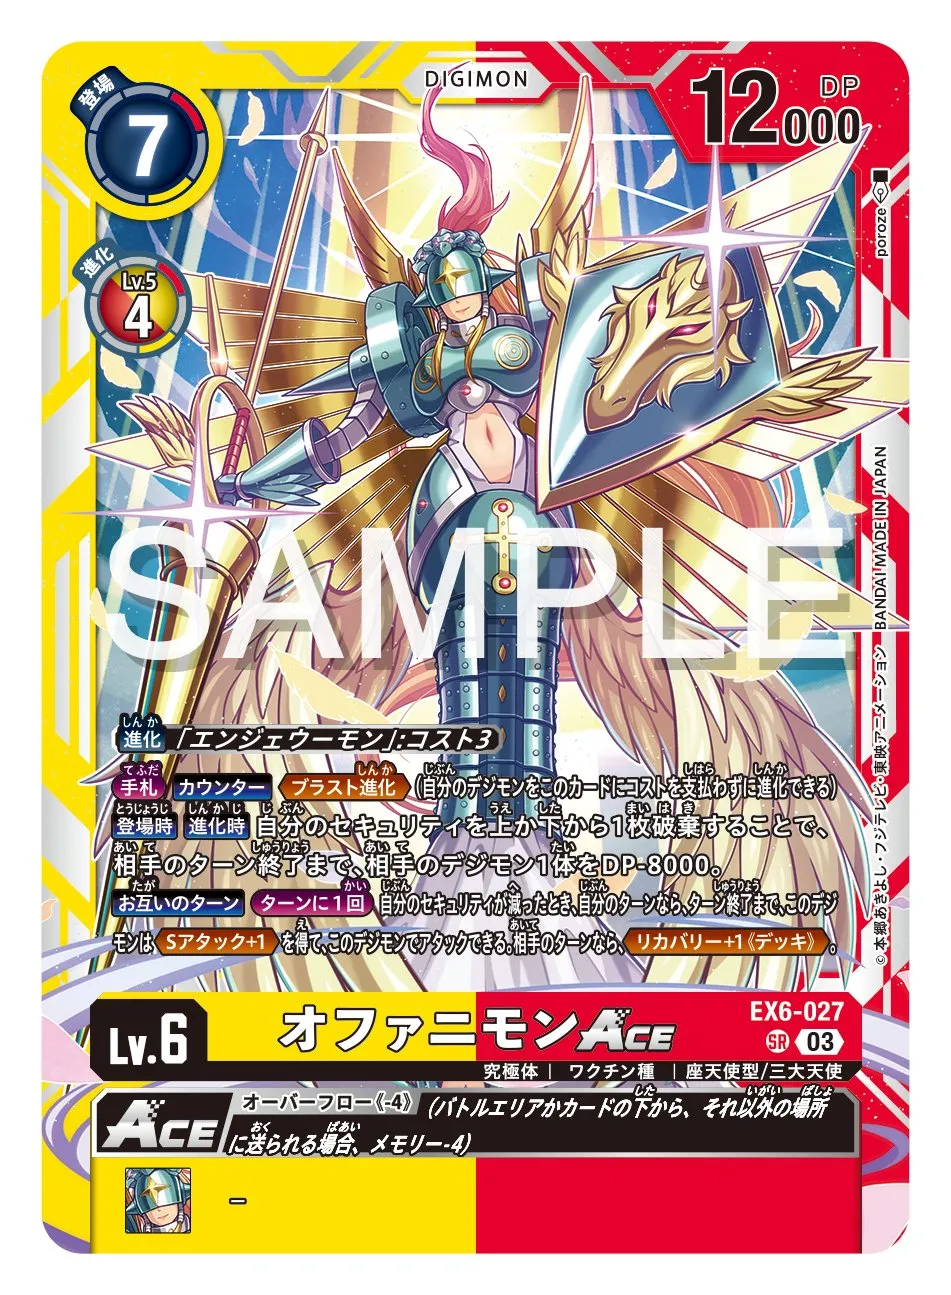 DIGIMON
登場
7
12000
DP
進化
Lv.5
4
poroze
SAMPLE
BANDAI MADE IN JAPAN
©本郷あきよし・フジテレビ・東映アニメーション
進化 「エンジェウーモン」:コスト3
手札 カウンター ブラスト進化 (自分のデジモンをこのカードにコストを支払わずに進化できる)
登場時 進化時 自分のセキュリティを上か下から1枚破棄することで、
相手のターン終了まで、相手のデジモン1体をDP-8000。
お互いのターン ターンに1回 自分のセキュリティが減ったとき、自分のターンなら、ターン終了まで、このデジ
モンは Sアタック+1 を得て、このデジモンでアタックできる。相手のターンなら、 リカバリー+1《デッキ》 。
Lv.6
オファニモンACE
EX6-027
SR 03
究極体 | ワクチン種 | 座天使型/三大天使
ACE
オーバーフロー《-4》 (バトルエリアかカードの下から、それ以外の場所
に送られる場合、メモリー-4)
ー